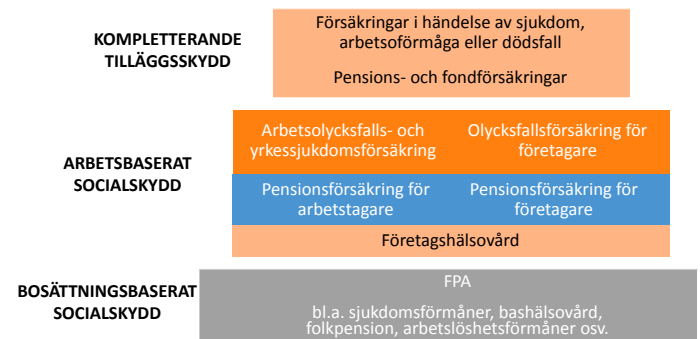 KOMPLETTERANDE
TILLÄGGSSKYDD
Försäkringar i händelse av sjukdom,
arbetsoförmåga eller dödsfall
Pensions- och fondförsäkringar
ARBETSBASERAT
SOCIALSKYDD
Arbetsolycksfalls- och
yrkessjukdomsförsäkring
Olycksfallsförsäkring för
företagare
Pensionsförsäkring för
arbetstagare
Pensionsförsäkring för
företagare
Företagshälsovård
BOSÄTTNINGSBASERAT
SOCIALSKYDD
FPA
bl.a. sjukdomsförmåner, bashälsovård,
folkpension, arbetslöshetsförmåner osv.